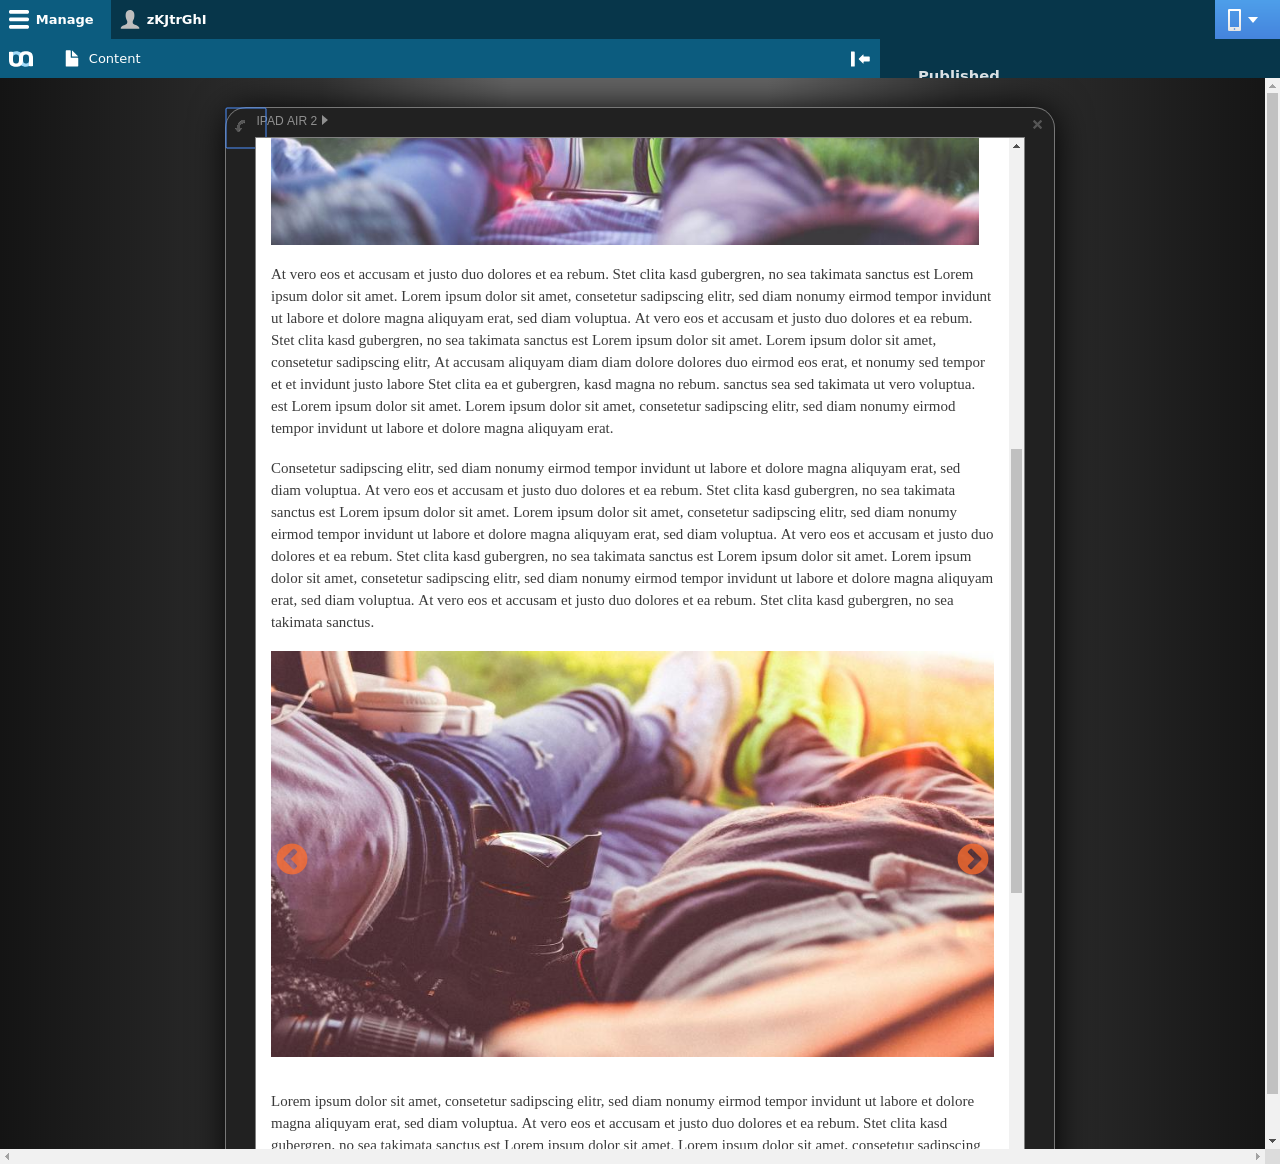 Manage
zKJtrGhI
Content
Published
IPAD AIR 2
At vero eos et accusam et justo duo dolores et ea rebum. Stet clita kasd gubergren, no sea takimata sanctus est Lorem
ipsum dolor sit amet. Lorem ipsum dolor sit amet, consetetur sadipscing elitr, sed diam nonumy eirmod tempor invidunt
ut labore et dolore magna aliquyam erat, sed diam voluptua. At vero eos et accusam et justo duo dolores et ea rebum.
Stet clita kasd gubergren, no sea takimata sanctus est Lorem ipsum dolor sit amet. Lorem ipsum dolor sit amet,
consetetur sadipscing elitr, At accusam aliquyam diam diam dolore dolores duo eirmod eos erat, et nonumy sed tempor
et et invidunt justo labore Stet clita ea et gubergren, kasd magna no rebum. sanctus sea sed takimata ut vero voluptua.
est Lorem ipsum dolor sit amet. Lorem ipsum dolor sit amet, consetetur sadipscing elitr, sed diam nonumy eirmod
tempor invidunt ut labore et dolore magna aliquyam erat.
Consetetur sadipscing elitr, sed diam nonumy eirmod tempor invidunt ut labore et dolore magna aliquyam erat, sed
diam voluptua. At vero eos et accusam et justo duo dolores et ea rebum. Stet clita kasd gubergren, no sea takimata
sanctus est Lorem ipsum dolor sit amet. Lorem ipsum dolor sit amet, consetetur sadipscing elitr, sed diam nonumy
eirmod tempor invidunt ut labore et dolore magna aliquyam erat, sed diam voluptua. At vero eos et accusam et justo duo
dolores et ea rebum. Stet clita kasd gubergren, no sea takimata sanctus est Lorem ipsum dolor sit amet. Lorem ipsum
dolor sit amet, consetetur sadipscing elitr, sed diam nonumy eirmod tempor invidunt ut labore et dolore magna aliquyam
erat, sed diam voluptua. At vero eos et accusam et justo duo dolores et ea rebum. Stet clita kasd gubergren, no sea
takimata sanctus.
Lorem ipsum dolor sit amet, consetetur sadipscing elitr, sed diam nonumy eirmod tempor invidunt ut labore et dolore
magna aliquyam erat, sed diam voluptua. At vero eos et accusam et justo duo dolores et ea rebum. Stet clita kasd
gubergren, no sea takimata sanctus est Lorem ipsum dolor sit amet. Lorem ipsum dolor sit amet, consetetur sadipscing